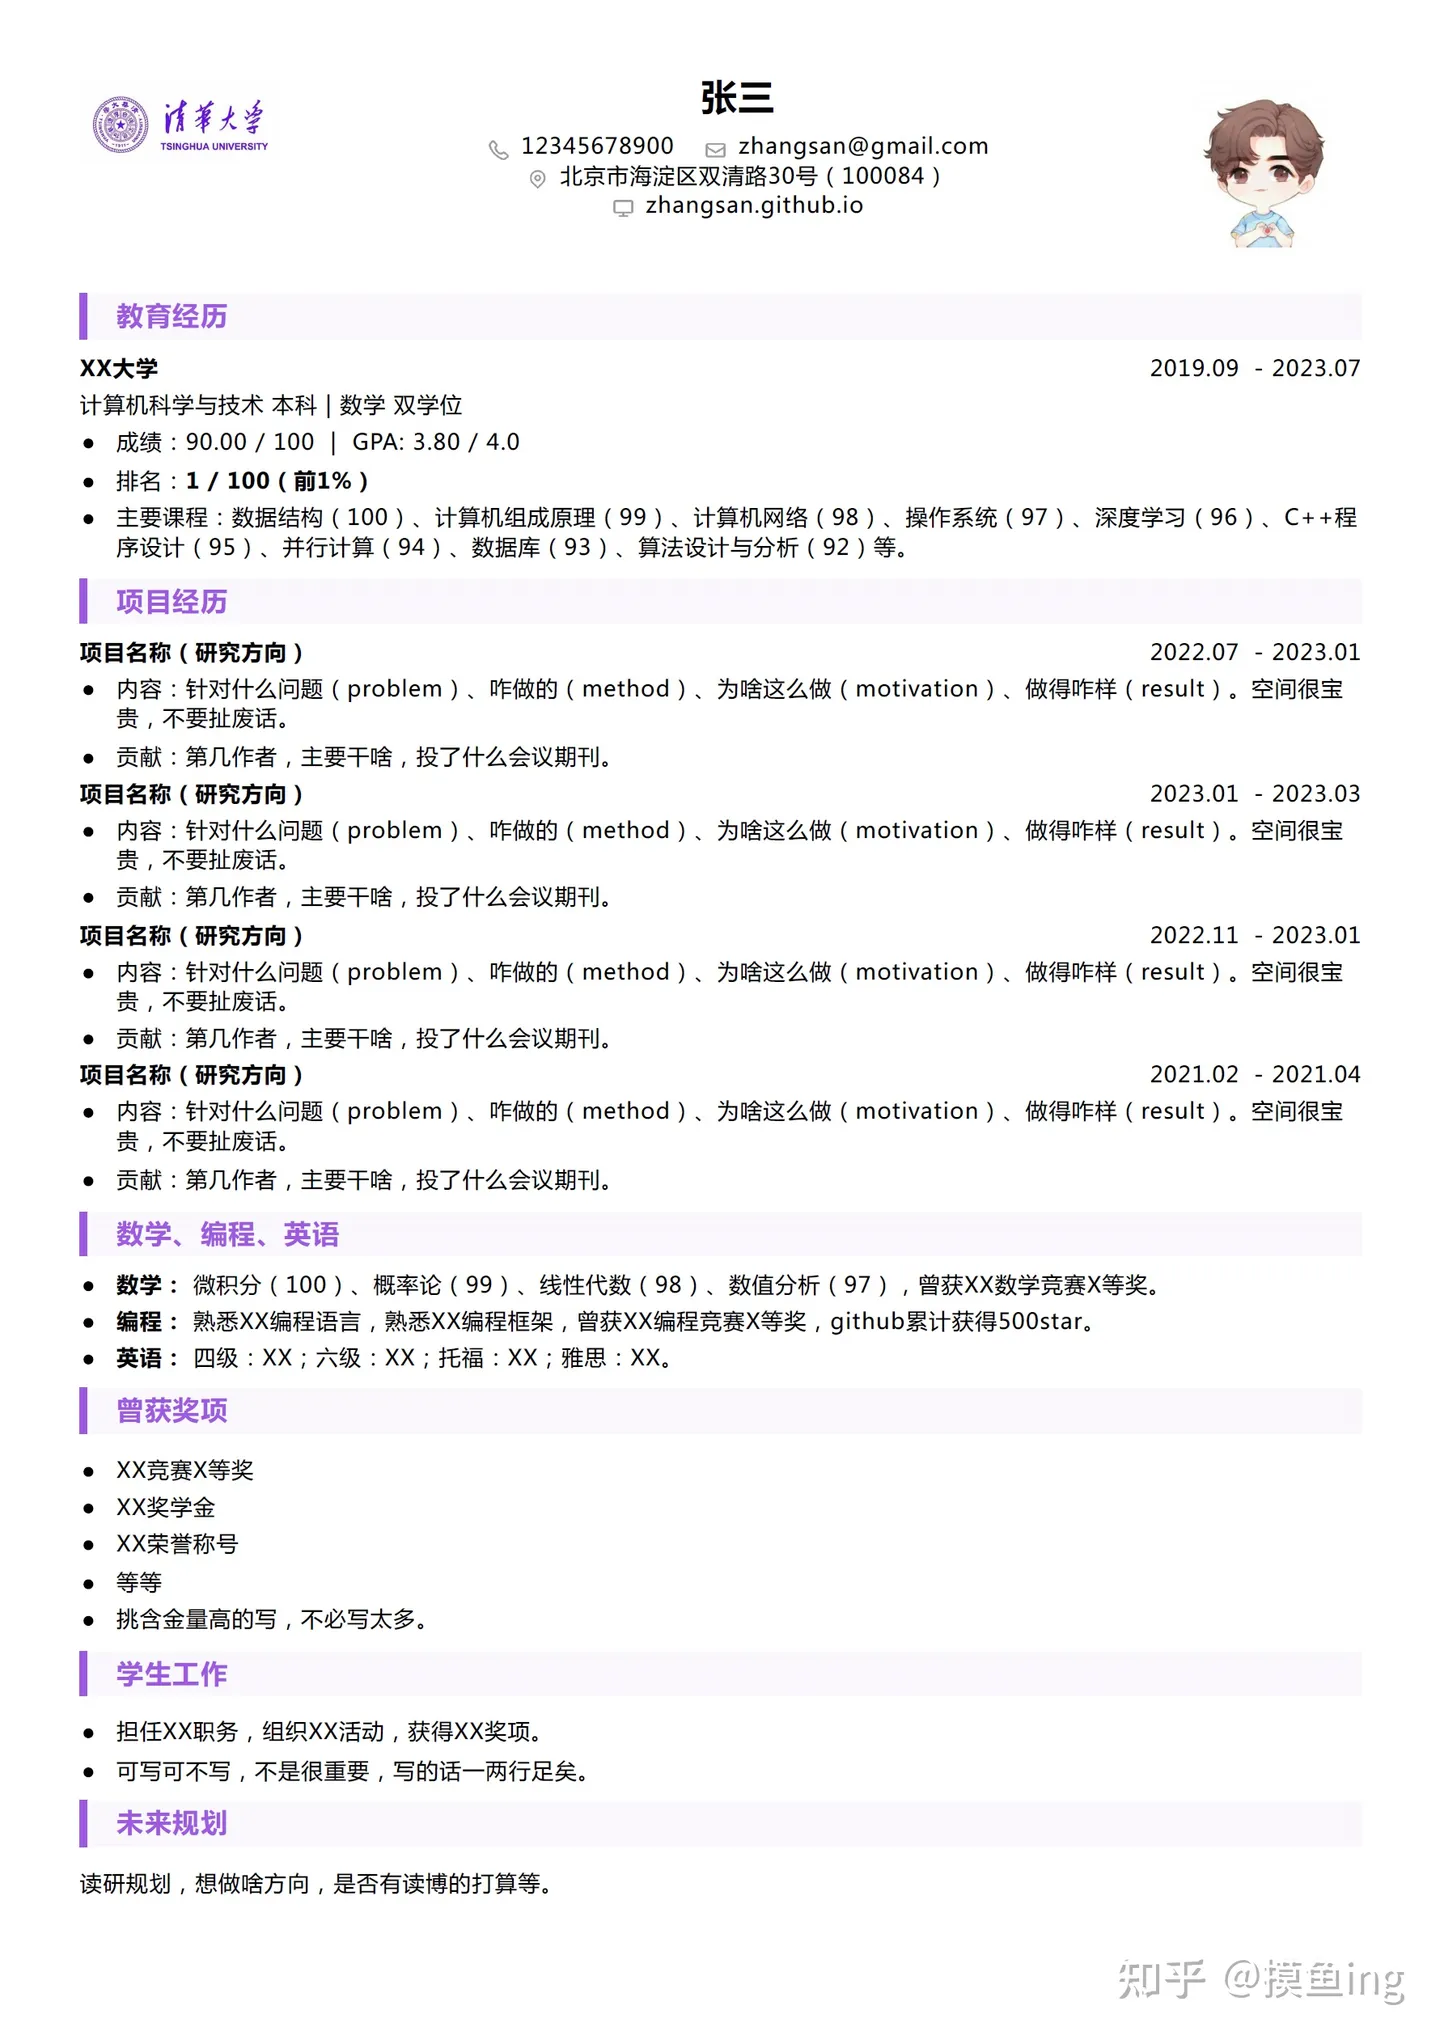 清華大学
TSINGHUA UNIVERSITY
张三
12345678900 zhangsan@gmail.com
北京市海淀区双清路30号（100084）
zhangsan.github.io
教育经历
XX大学 2019.09 - 2023.07
计算机科学与技术 本科 | 数学 双学位
● 成绩：90.00 / 100 | GPA: 3.80 / 4.0
● 排名：1 / 100（前1%）
● 主要课程：数据结构（100）、计算机组成原理（99）、计算机网络（98）、操作系统（97）、深度学习（96）、C++程
序设计（95）、并行计算（94）、数据库（93）、算法设计与分析（92）等。
项目经历
项目名称（研究方向） 2022.07 - 2023.01
● 内容：针对什么问题（problem）、咋做的（method）、为啥这么做（motivation）、做得咋样（result）。空间很宝
贵，不要扯废话。
● 贡献：第几作者，主要干啥，投了什么会议期刊。
项目名称（研究方向） 2023.01 - 2023.03
● 内容：针对什么问题（problem）、咋做的（method）、为啥这么做（motivation）、做得咋样（result）。空间很宝
贵，不要扯废话。
● 贡献：第几作者，主要干啥，投了什么会议期刊。
项目名称（研究方向） 2022.11 - 2023.01
● 内容：针对什么问题（problem）、咋做的（method）、为啥这么做（motivation）、做得咋样（result）。空间很宝
贵，不要扯废话。
● 贡献：第几作者，主要干啥，投了什么会议期刊。
项目名称（研究方向） 2021.02 - 2021.04
● 内容：针对什么问题（problem）、咋做的（method）、为啥这么做（motivation）、做得咋样（result）。空间很宝
贵，不要扯废话。
● 贡献：第几作者，主要干啥，投了什么会议期刊。
数学、编程、英语
● 数学： 微积分（100）、概率论（99）、线性代数（98）、数值分析（97），曾获XX数学竞赛X等奖。
● 编程： 熟悉XX编程语言，熟悉XX编程框架，曾获XX编程竞赛X等奖，github累计获得500star。
● 英语： 四级：XX；六级：XX；托福：XX；雅思：XX。
曾获奖项
● XX竞赛X等奖
● XX奖学金
● XX荣誉称号
● 等等
● 挑含金量高的写，不必写太多。
学生工作
● 担任XX职务，组织XX活动，获得XX奖项。
● 可写可不写，不是很重要，写的话一两行足矣。
未来规划
读研规划，想做啥方向，是否有读博的打算等。
知乎 @摸鱼ing